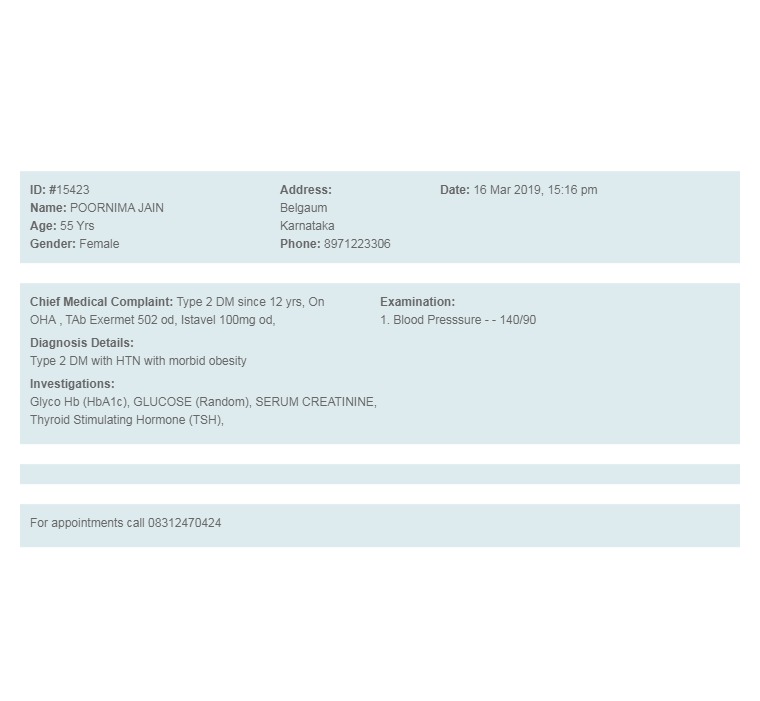 ID: #15423
Name: POORNIMA JAIN
Age: 55 Yrs
Gender: Female
Address:
Belgaum
Karnataka
Phone: 8971223306
Date: 16 Mar 2019, 15:16 pm
Chief Medical Complaint: Type 2 DM since 12 yrs, On
OHA , TAb Exermet 502 od, Istavel 100mg od,
Diagnosis Details:
Type 2 DM with HTN with morbid obesity
Investigations:
Glyco Hb (HbA1c), GLUCOSE (Random), SERUM CREATININE,
Thyroid Stimulating Hormone (TSH),
Examination:
1. Blood Presssure - - 140/90
For appointments call 08312470424